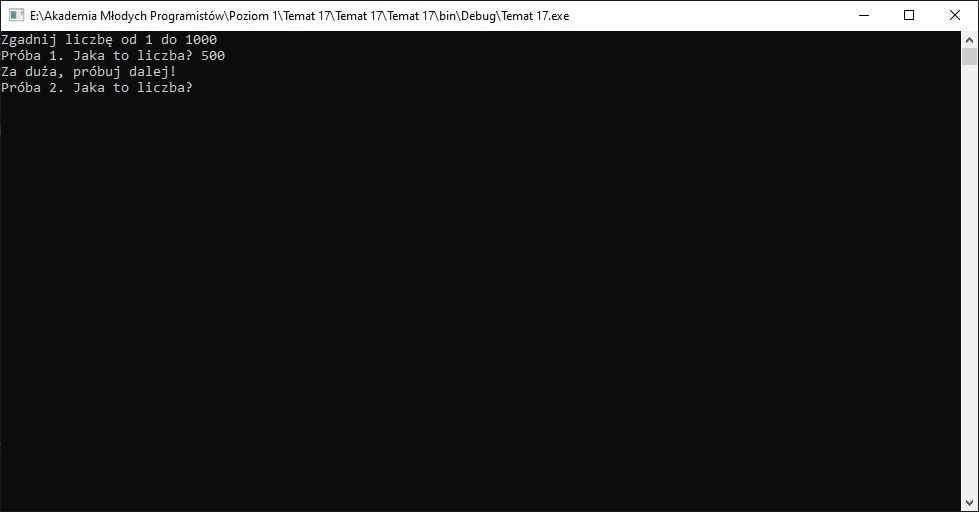 E:\Akademia Młodych Programistów\Poziom 1\Temat 17\Temat 17\Temat 17\bin\Debug\Temat 17.exe
Zgadnij liczbę od 1 do 1000
Próba 1. Jaka to liczba? 500
Za duża, próbuj dalej!
Próba 2. Jaka to liczba?